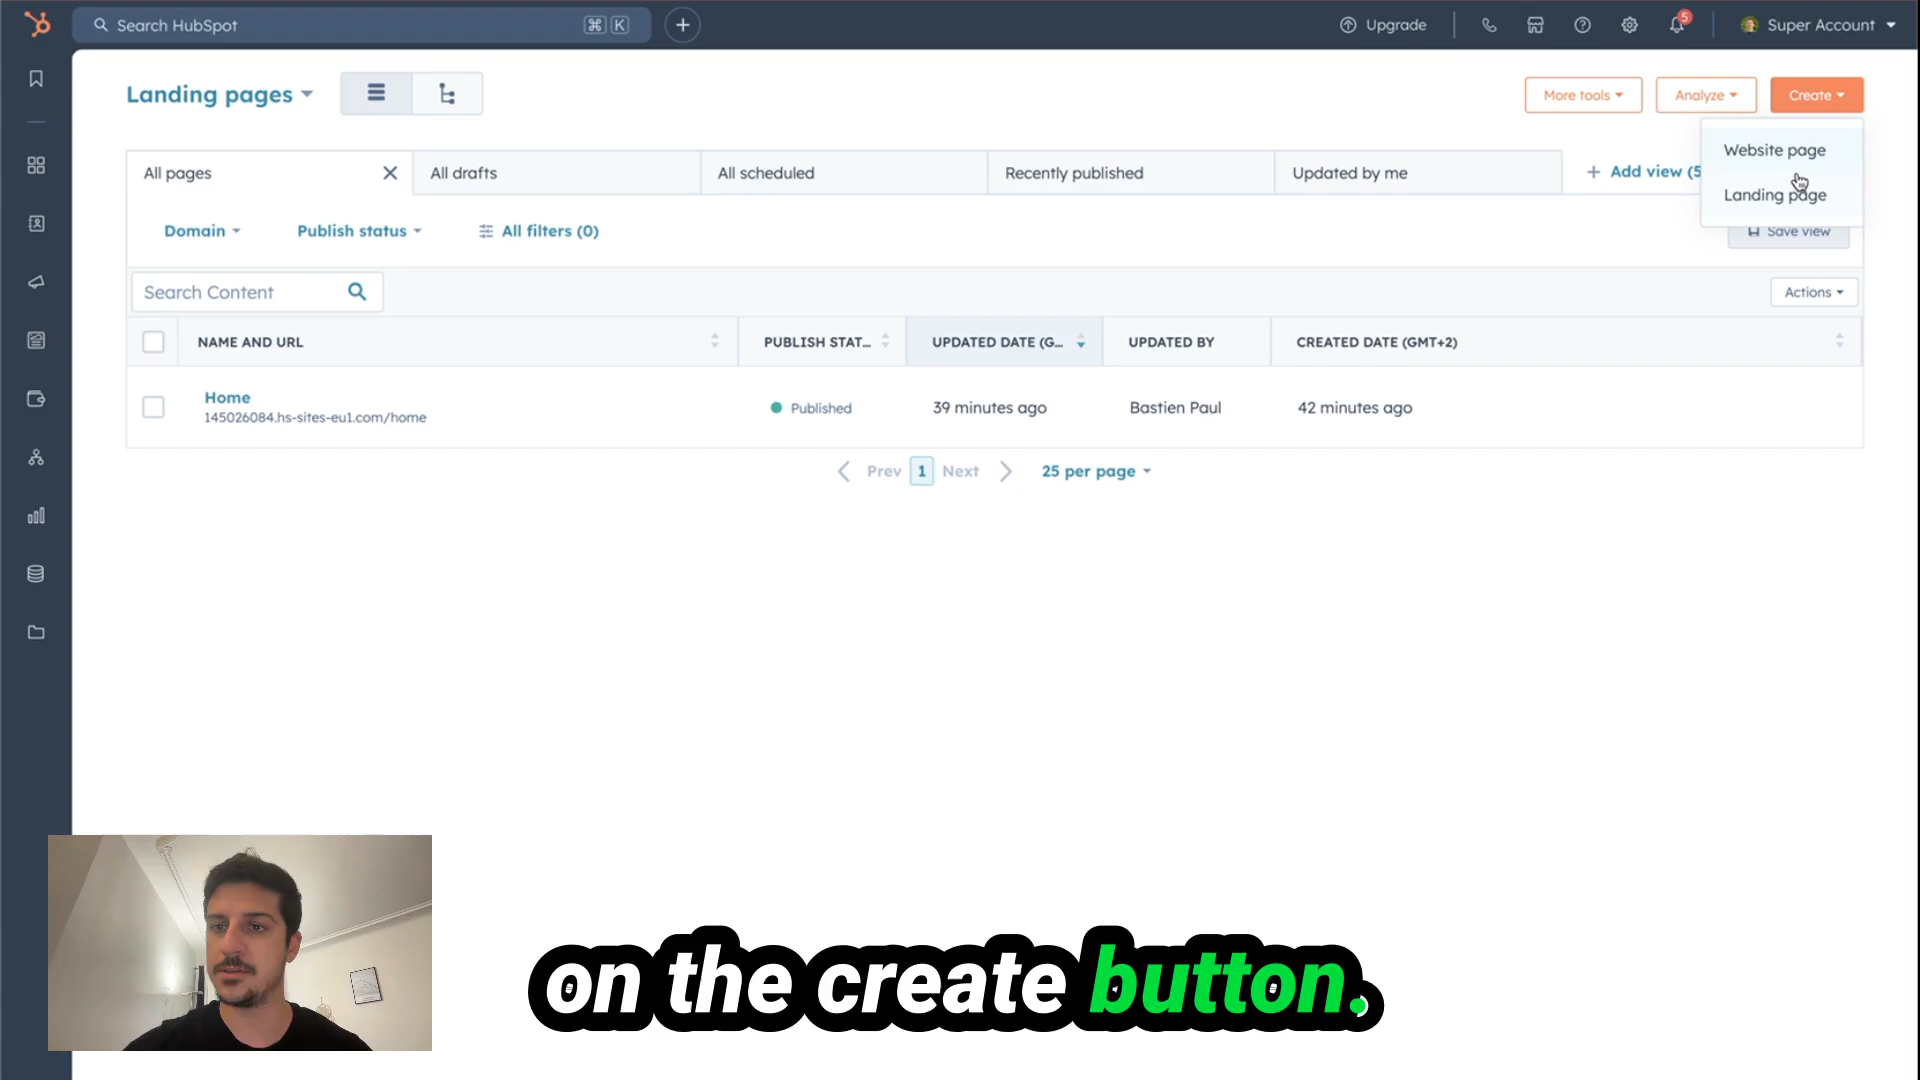 Search HubSpot
⌘ K
Upgrade
5
Super Account
Landing pages
More tools
Analyze
Create
Website page
Landing page
All pages
All drafts
All scheduled
Recently published
Updated by me
Add view (5
Domain
Publish status
All filters (0)
Save view
Search Content
Actions
NAME AND URL
PUBLISH STAT...
UPDATED DATE (G...
UPDATED BY
CREATED DATE (GMT+2)
Home
145026084.hs-sites-eu1.com/home
Published
39 minutes ago
Bastien Paul
42 minutes ago
Prev
1
Next
25 per page
on the create button.